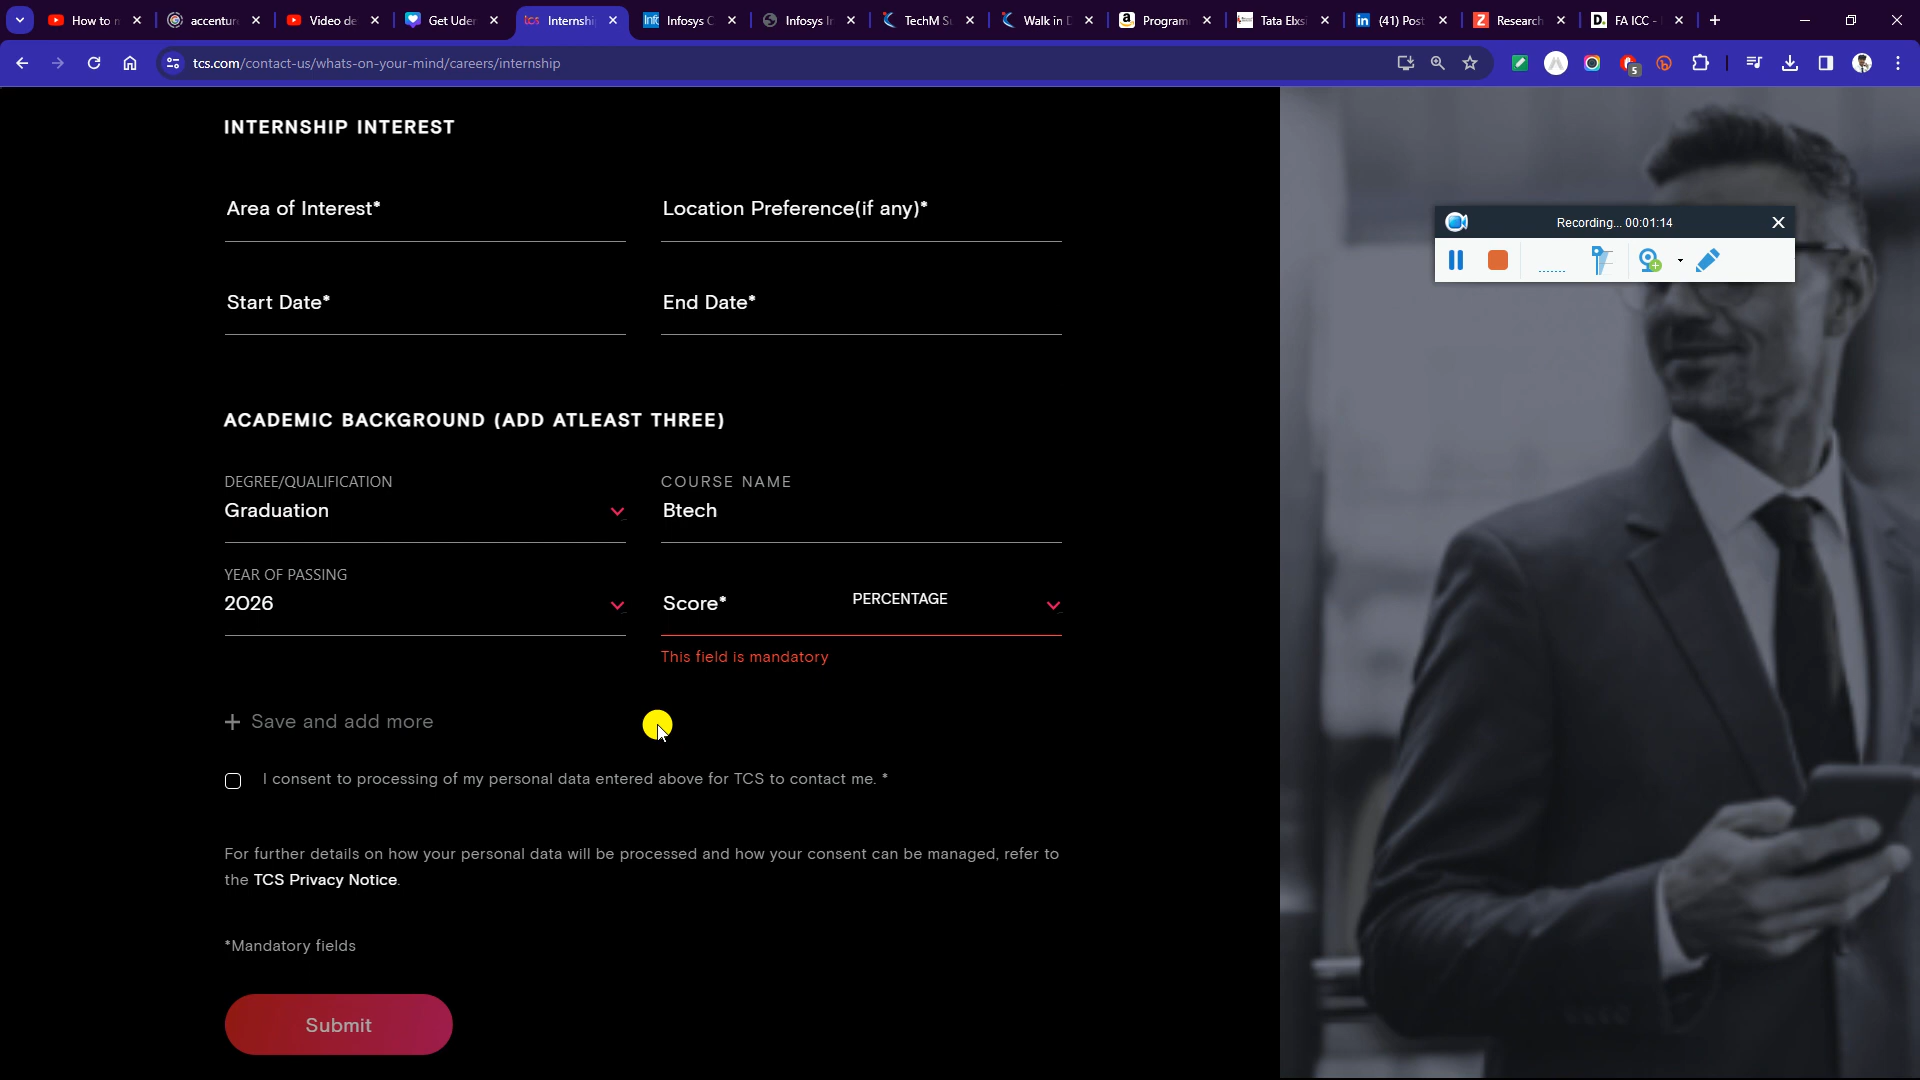 How to
accenture
Video de
Get Uder
Internshi
Infosys C
Infosys Ir
TechM Su
Walk in D
Program
Tata Elxsi
(41) Post
Research
FA ICC -
tcs.com/contact-us/whats-on-your-mind/careers/internship
5
INTERNSHIP INTEREST
Area of Interest*
Location Preference(if any)*
Start Date*
End Date*
Recording... 00:01:14
ACADEMIC BACKGROUND (ADD ATLEAST THREE)
DEGREE/QUALIFICATION
Graduation
COURSE NAME
Btech
YEAR OF PASSING
2026
Score*
PERCENTAGE
This field is mandatory
+ Save and add more
I consent to processing of my personal data entered above for TCS to contact me. *
For further details on how your personal data will be processed and how your consent can be managed, refer to
the TCS Privacy Notice.
*Mandatory fields
Submit